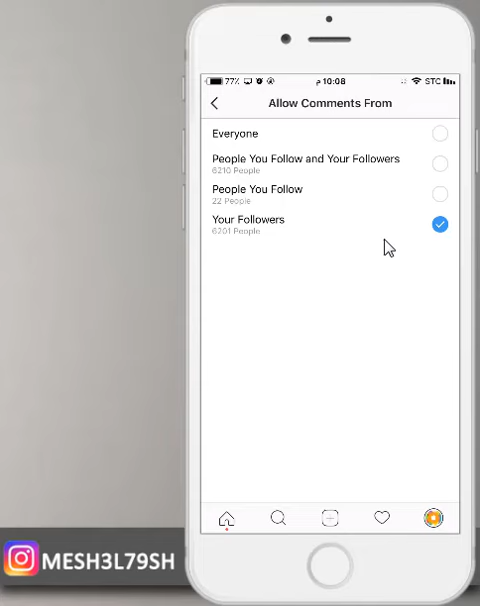 77% 10:08 م STC
Allow Comments From
Everyone
People You Follow and Your Followers
6210 People
People You Follow
22 People
Your Followers
6201 People
MESH3L79SH